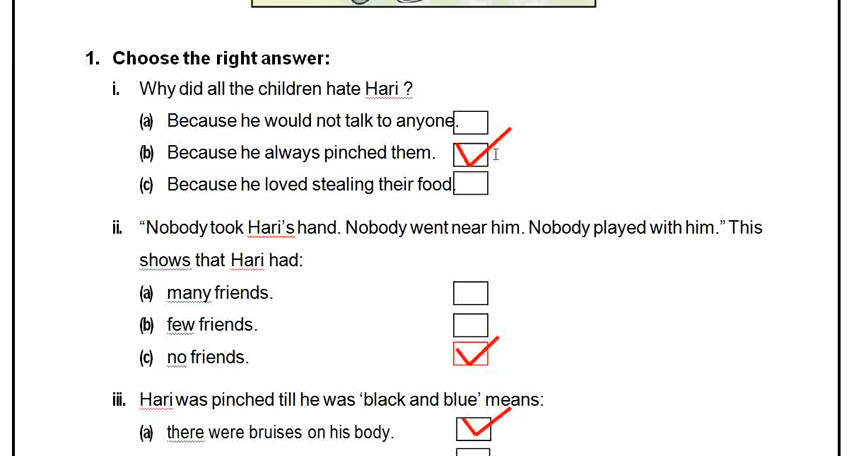 1. Choose the right answer:
i. Why did all the children hate Hari ?
(a) Because he would not talk to anyone.
(b) Because he always pinched them.
(c) Because he loved stealing their food.
ii. “Nobody took Hari’s hand. Nobody went near him. Nobody played with him.” This
shows that Hari had:
(a) many friends.
(b) few friends.
(c) no friends.
iii. Hari was pinched till he was ‘black and blue’ means:
(a) there were bruises on his body.